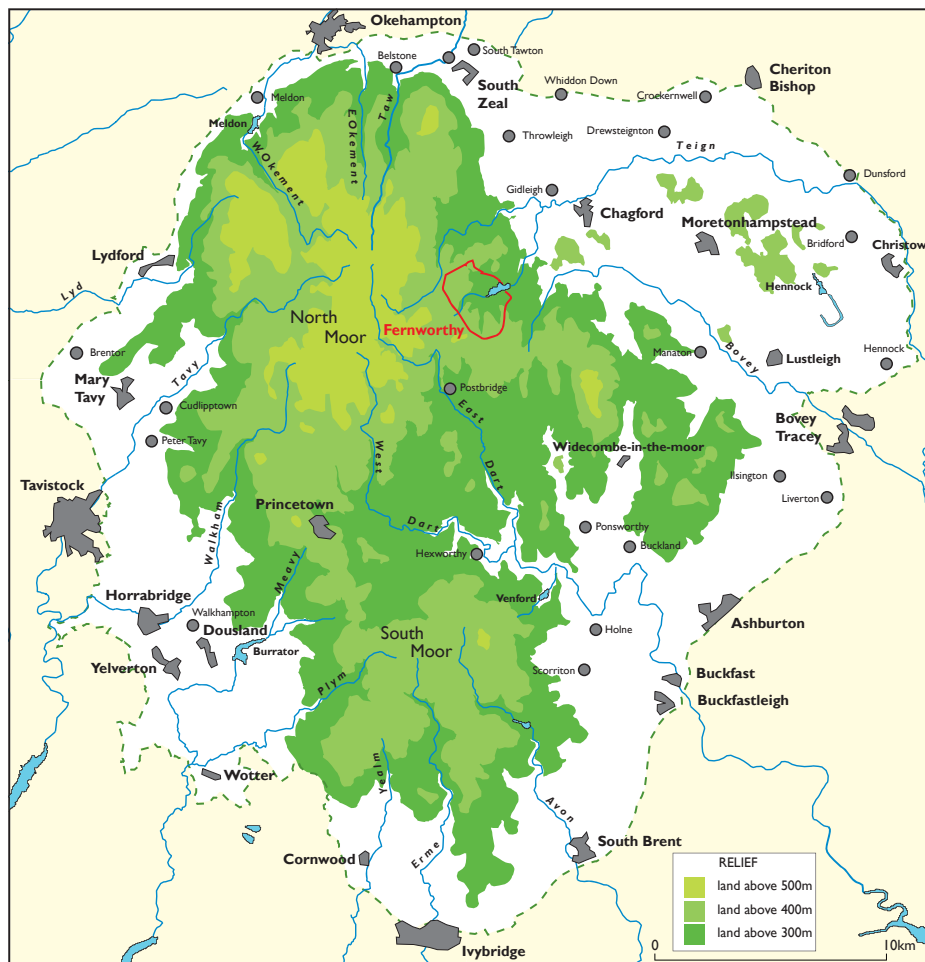 Okehampton
South Tawton
Belstone
South
Zeal
Whiddon Down
Cheriton
Bishop
Crockernwell
Meldon
Meldon
E.Okement
Taw
W.Okement
Throwleigh
Drewsteignton
Teign
Dunsford
Gidleigh
Chagford
Moretonhampstead
Bridford
Christow
Lydford
Lyd
Hennock
North
Moor
Fernworthy
Brentor
Tavy
Mary
Tavy
Manaton
Bovey
Lustleigh
Hennock
Postbridge
Cudlipptown
East
Bovey
Tracey
Peter Tavy
West
Dart
Widecombe-in-the-moor
Ilsington
Liverton
Tavistock
Princetown
Walkham
Dart
Ponsworthy
Buckland
Hexworthy
Meavy
Horrabridge
Walkhampton
Dousland
Venford
Ashburton
Holne
South
Moor
Burrator
Yelverton
Scorriton
Buckfast
Buckfastleigh
Plym
Wotter
Yealm
Avon
Cornwood
Erme
South Brent
RELIEF
land above 500m
land above 400m
land above 300m
Ivybridge
0
10km